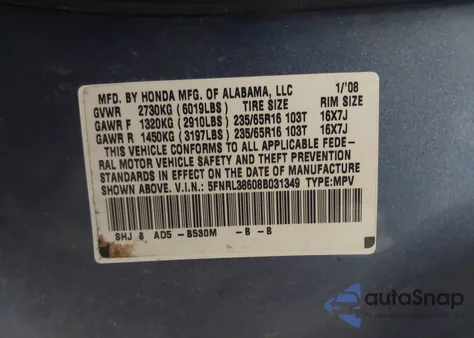 MFD. BY HONDA MFG. OF ALABAMA, LLC 1/'08
GVWR 2730KG (6019LBS) TIRE SIZE RIM SIZE
GAWR F 1320KG (2910LBS) 235/65R16 103T 16X7J
GAWR R 1450KG (3197LBS) 235/65R16 103T 16X7J
THIS VEHICLE CONFORMS TO ALL APPLICABLE FEDE-
RAL MOTOR VEHICLE SAFETY AND THEFT PREVENTION
STANDARDS IN EFFECT ON THE DATE OF MANUFACTURE
SHOWN ABOVE. V.I.N.: 5FNRL38608B031349 TYPE:MPV
SHJ 8 AD5 -B530M -B -B
autoSnap